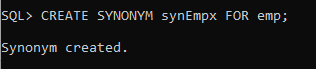 SQL> CREATE SYNONYM synEmpx FOR emp;
Synonym created.